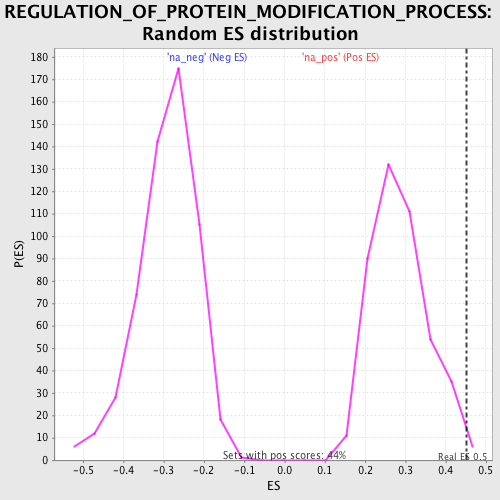 REGULATION_OF_PROTEIN_MODIFICATION_PROCESS:
Random ES distribution
'na_neg' (Neg ES) 'na_pos' (Pos ES)
180
170
160
150
140
130
120
110
100
90
80
70
60
50
40
30
20
10
0
P(ES)
Sets with pos scores: 44%
Real ES 0.5
-0.5 -0.4 -0.3 -0.2 -0.1 0.0 0.1 0.2 0.3 0.4 0.5
ES